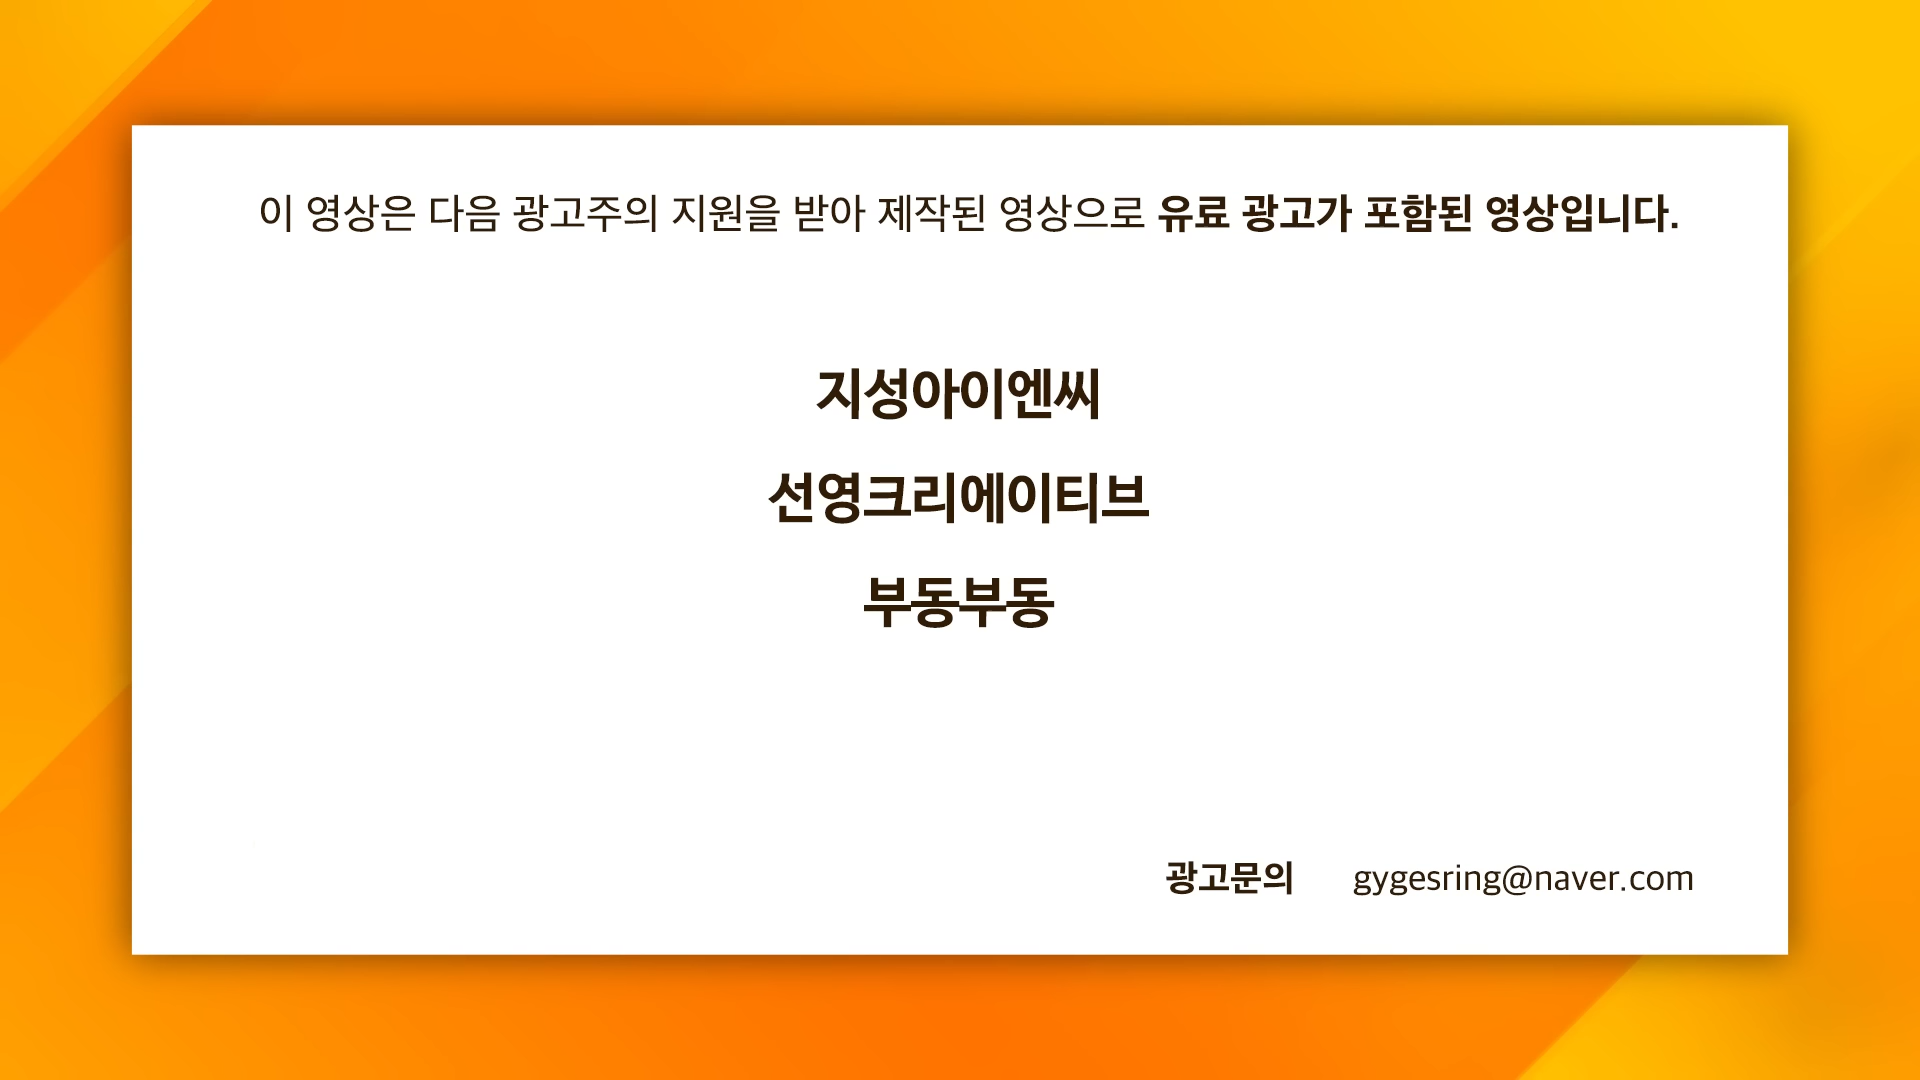 이 영상은 다음 광고주의 지원을 받아 제작된 영상으로 유료 광고가 포함된 영상입니다.
지성아이엔씨
선영크리에이티브
부동부동
광고문의 gygesring@naver.com